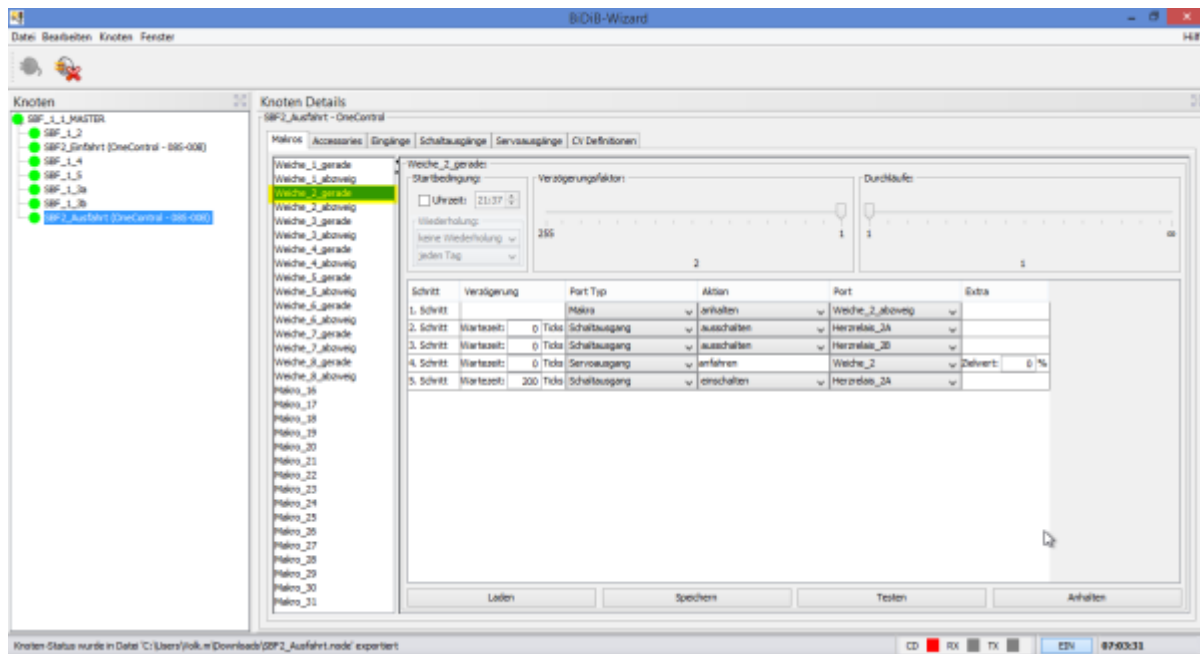 BiDiB-Wizard
Datei Bearbeiten Knoten Fenster
Hilf
Knoten
Knoten Details
SBF_1_1_MASTER
SBF_1_2
SBF2_Einfahrt (OneControl - 085-008)
SBF_1_4
SBF_1_5
SBF_1_3a
SBF_1_3b
SBF2_Ausfahrt (OneControl - 085-008)
SBF2_Ausfahrt - OneControl
Makros Accessories Eingänge Schaltausgänge Servoausgänge CV Definitionen
Weiche_1_gerade
Weiche_1_abzweig
Weiche_2_gerade
Weiche_2_abzweig
Weiche_3_gerade
Weiche_3_abzweig
Weiche_4_gerade
Weiche_4_abzweig
Weiche_5_gerade
Weiche_5_abzweig
Weiche_6_gerade
Weiche_6_abzweig
Weiche_7_gerade
Weiche_7_abzweig
Weiche_8_gerade
Weiche_8_abzweig
Makro_16
Makro_17
Makro_18
Makro_19
Makro_20
Makro_21
Makro_22
Makro_23
Makro_24
Makro_25
Makro_26
Makro_27
Makro_28
Makro_29
Makro_30
Makro_31
Weiche_2_gerade:
Startbedingung:
Uhrzeit: 21:37
Wiederholung:
keine Wiederholung
jeden Tag
Verzögerungsfaktor:
255 1
2
Durchläufe:
1 ∞
1
Schritt Verzögerung Port Typ Aktion Port Extra
1. Schritt Makro anhalten Weiche_2_abzweig
2. Schritt Wartezeit: 0 Ticks Schaltausgang ausschalten Herzrelais_2A
3. Schritt Wartezeit: 0 Ticks Schaltausgang ausschalten Herzrelais_2B
4. Schritt Wartezeit: 0 Ticks Servoausgang anfahren Weiche_2 Zielwert: 0 %
5. Schritt Wartezeit: 200 Ticks Schaltausgang einschalten Herzrelais_2A
Laden Speichern Testen Anhalten
Knoten-Status wurde in Datei 'C:\Users\Volk.m\Downloads\SBF2_Ausfahrt.node' exportiert
CD RX TX EIN 07:03:31